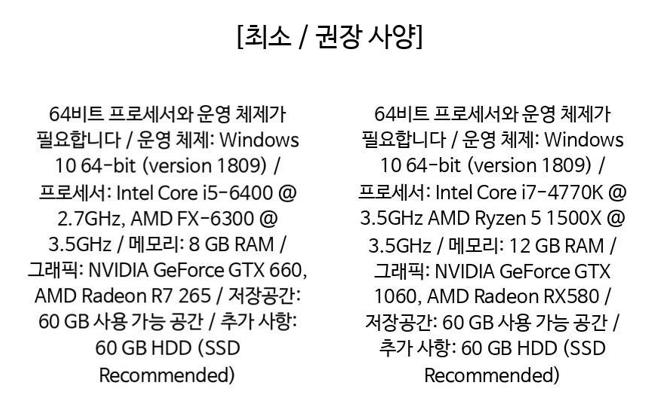 [최소 / 권장 사양]
64비트 프로세서와 운영 체제가
필요합니다 / 운영 체제: Windows
10 64-bit (version 1809) /
프로세서: Intel Core i5-6400 @
2.7GHz, AMD FX-6300 @
3.5GHz / 메모리: 8 GB RAM /
그래픽: NVIDIA GeForce GTX 660,
AMD Radeon R7 265 / 저장공간:
60 GB 사용 가능 공간 / 추가 사항:
60 GB HDD (SSD
Recommended)
64비트 프로세서와 운영 체제가
필요합니다 / 운영 체제: Windows
10 64-bit (version 1809) /
프로세서: Intel Core i7-4770K @
3.5GHz AMD Ryzen 5 1500X @
3.5GHz / 메모리: 12 GB RAM /
그래픽: NVIDIA GeForce GTX
1060, AMD Radeon RX580 /
저장공간: 60 GB 사용 가능 공간 /
추가 사항: 60 GB HDD (SSD
Recommended)